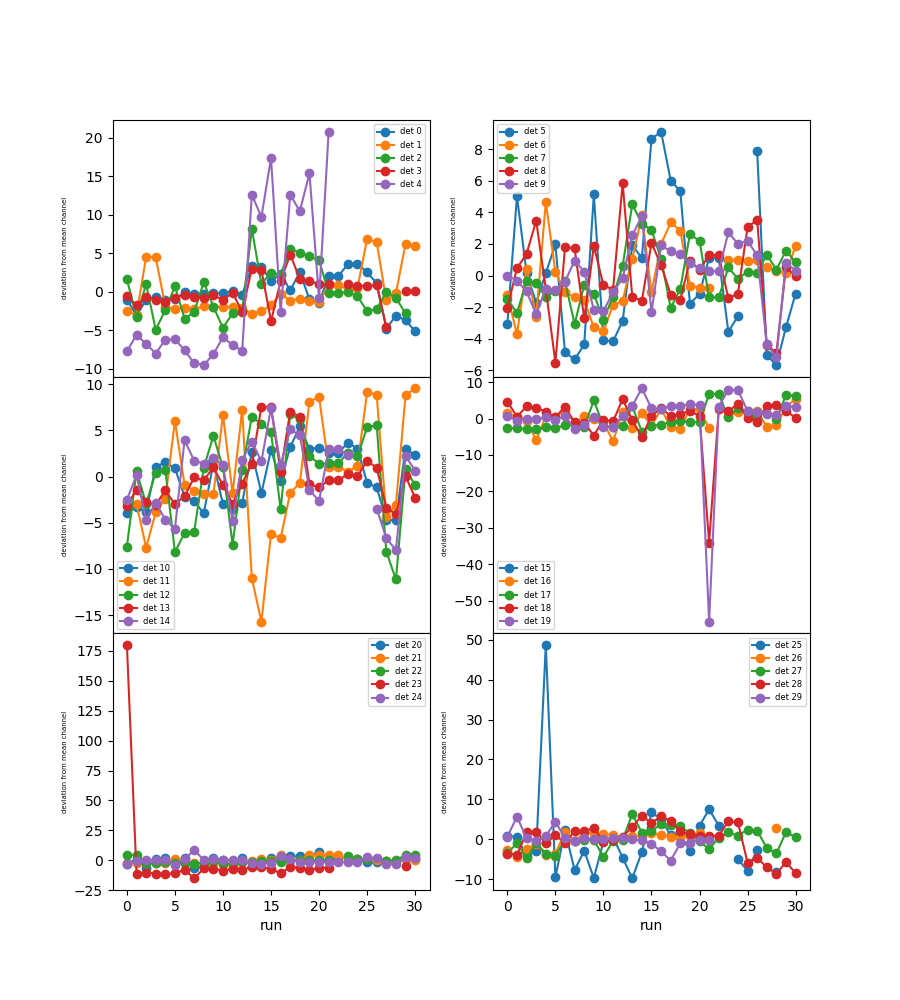 20
15
10
5
0
−5
−10
deviation from mean channel
det 0
det 1
det 2
det 3
det 4
8
6
4
2
0
−2
−4
−6
deviation from mean channel
det 5
det 6
det 7
det 8
det 9
10
5
0
−5
−10
−15
deviation from mean channel
det 10
det 11
det 12
det 13
det 14
10
0
−10
−20
−30
−40
−50
deviation from mean channel
det 15
det 16
det 17
det 18
det 19
175
150
125
100
75
50
25
0
−25
deviation from mean channel
det 20
det 21
det 22
det 23
det 24
0 5 10 15 20 25 30
run
50
40
30
20
10
0
−10
deviation from mean channel
det 25
det 26
det 27
det 28
det 29
0 5 10 15 20 25 30
run